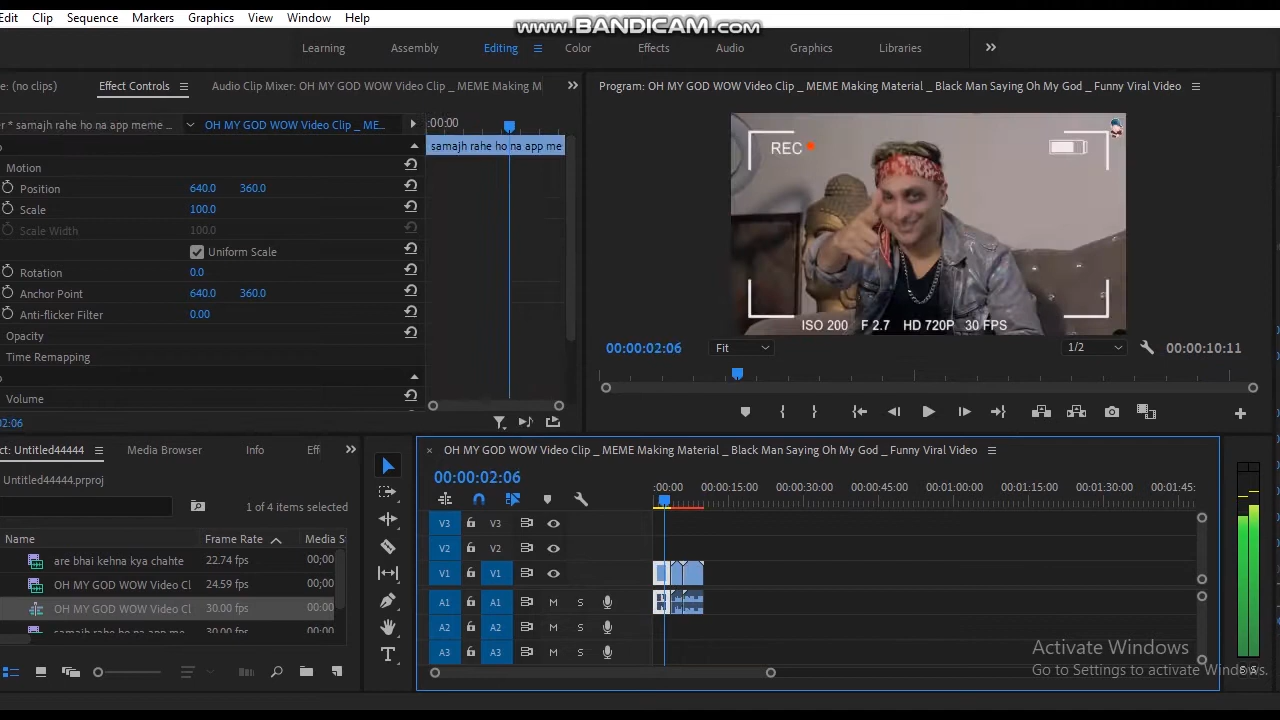 Edit Clip Sequence Markers Graphics View Window Help
www.BANDICAM.com
Learning Assembly Editing Color Effects Audio Graphics Libraries
(no clips) Effect Controls Audio Clip Mixer: OH MY GOD WOW Video Clip _ MEME Making M
Program: OH MY GOD WOW Video Clip _ MEME Making Material _ Black Man Saying Oh My God _ Funny Viral Video
* samajh rahe ho na app meme ... OH MY GOD WOW Video Clip _ ME... :00:00
samajh rahe ho na app me
Motion
Position 640.0 360.0
Scale 100.0
Scale Width 100.0
Uniform Scale
Rotation 0.0
Anchor Point 640.0 360.0
Anti-flicker Filter 0.00
Opacity
Time Remapping
Volume
02:06
REC
ISO 200 F 2.7 HD 720P 30 FPS
00:00:02:06 Fit 1/2 00:00:10:11
Untitled44444 Media Browser Info Eff
Untitled44444.prproj
1 of 4 items selected
Name Frame Rate Media S
are bhai kehna kya chahte 22.74 fps 00;00
OH MY GOD WOW Video Cl 24.59 fps 00;00
OH MY GOD WOW Video Cl 30.00 fps 00:00
samajh rahe ho na app me 30.00 fps 00:00
OH MY GOD WOW Video Clip _ MEME Making Material _ Black Man Saying Oh My God _ Funny Viral Video
00:00:02:06
:00:00 00:00:15:00 00:00:30:00 00:00:45:00 00:01:00:00 00:01:15:00 00:01:30:00 00:01:45:
V3 V3
V2 V2
V1 V1
A1 A1 M S
A2 A2 M S
A3 A3 M S
S S
Activate Windows
Go to Settings to activate Windows.